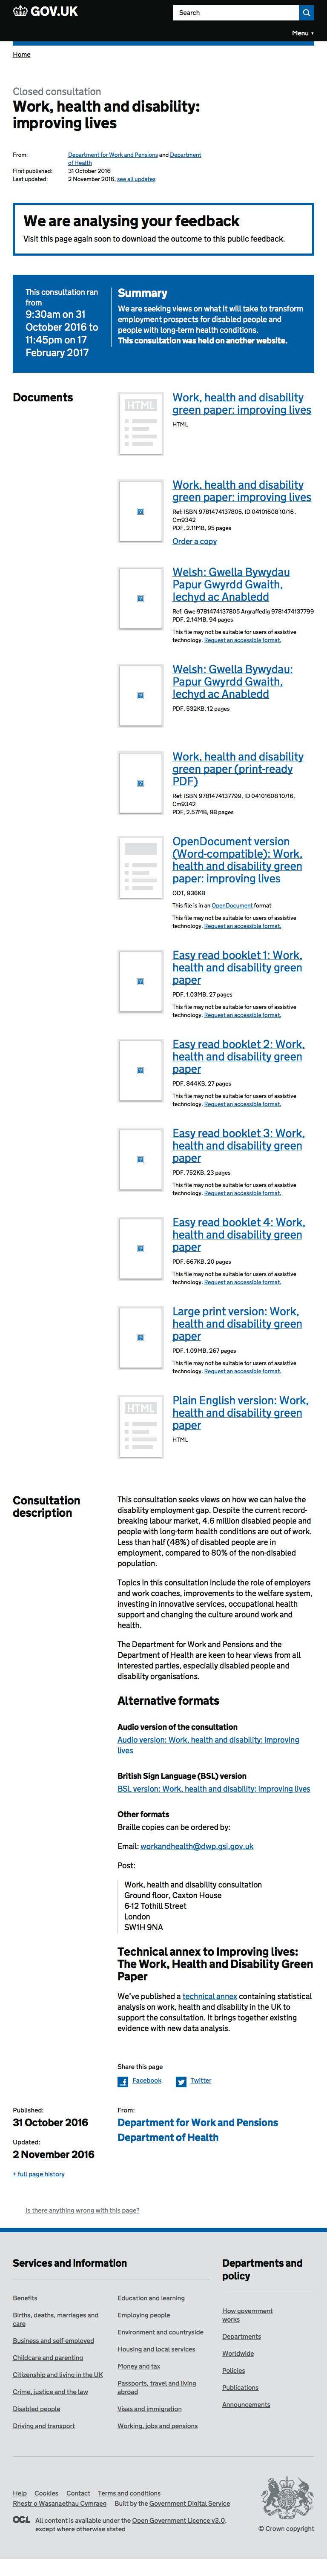 GOV.UK
Search
Menu
Home
Closed consultation
Work, health and disability:
improving lives
From:
Department for Work and Pensions and Department
of Health
First published:
31 October 2016
Last updated:
2 November 2016, see all updates
We are analysing your feedback
Visit this page again soon to download the outcome to this public feedback.
This consultation ran
from
9:30am on 31
October 2016 to
11:45pm on 17
February 2017
Summary
We are seeking views on what it will take to transform
employment prospects for disabled people and
people with long-term health conditions.
This consultation was held on another website.
Documents
HTML
Work, health and disability
green paper: improving lives
HTML
Work, health and disability
green paper: improving lives
Ref: ISBN 9781474137805, ID 04101608 10/16 ,
Cm9342
PDF, 2.11MB, 95 pages
Order a copy
Welsh: Gwella Bywydau
Papur Gwyrdd Gwaith,
Iechyd ac Anabledd
Ref: Gwe 9781474137805 Argraffedig 9781474137799
PDF, 2.14MB, 94 pages
This file may not be suitable for users of assistive
technology. Request an accessible format.
Welsh: Gwella Bywydau:
Papur Gwyrdd Gwaith,
Iechyd ac Anabledd
PDF, 532KB, 12 pages
Work, health and disability
green paper (print-ready
PDF)
Ref: ISBN 9781474137799, ID 04101608 10/16,
Cm9342
PDF, 2.57MB, 98 pages
OpenDocument version
(Word-compatible): Work,
health and disability green
paper: improving lives
ODT, 936KB
This file is in an OpenDocument format
This file may not be suitable for users of assistive
technology. Request an accessible format.
Easy read booklet 1: Work,
health and disability green
paper
PDF, 1.03MB, 27 pages
This file may not be suitable for users of assistive
technology. Request an accessible format.
Easy read booklet 2: Work,
health and disability green
paper
PDF, 844KB, 27 pages
This file may not be suitable for users of assistive
technology. Request an accessible format.
Easy read booklet 3: Work,
health and disability green
paper
PDF, 752KB, 23 pages
This file may not be suitable for users of assistive
technology. Request an accessible format.
Easy read booklet 4: Work,
health and disability green
paper
PDF, 667KB, 20 pages
This file may not be suitable for users of assistive
technology. Request an accessible format.
Large print version: Work,
health and disability green
paper
PDF, 1.09MB, 267 pages
This file may not be suitable for users of assistive
technology. Request an accessible format.
HTML
Plain English version: Work,
health and disability green
paper
HTML
Consultation
description
This consultation seeks views on how we can halve the
disability employment gap. Despite the current record-
breaking labour market, 4.6 million disabled people and
people with long-term health conditions are out of work.
Less than half (48%) of disabled people are in
employment, compared to 80% of the non-disabled
population.
Topics in this consultation include the role of employers
and work coaches, improvements to the welfare system,
investing in innovative services, occupational health
support and changing the culture around work and
health.
The Department for Work and Pensions and the
Department of Health are keen to hear views from all
interested parties, especially disabled people and
disability organisations.
Alternative formats
Audio version of the consultation
Audio version: Work, health and disability: improving
lives
British Sign Language (BSL) version
BSL version: Work, health and disability: improving lives
Other formats
Braille copies can be ordered by:
Email: workandhealth@dwp.gsi.gov.uk
Post:
Work, health and disability consultation
Ground floor, Caxton House
6-12 Tothill Street
London
SW1H 9NA
Technical annex to Improving lives:
The Work, Health and Disability Green
Paper
We've published a technical annex containing statistical
analysis on work, health and disability in the UK to
support the consultation. It brings together existing
evidence with new data analysis.
Share this page
Facebook
Twitter
Published:
31 October 2016
Updated:
2 November 2016
+ full page history
From:
Department for Work and Pensions
Department of Health
Is there anything wrong with this page?
Services and information
Benefits
Births, deaths, marriages and
care
Business and self-employed
Childcare and parenting
Citizenship and living in the UK
Crime, justice and the law
Disabled people
Driving and transport
Education and learning
Employing people
Environment and countryside
Housing and local services
Money and tax
Passports, travel and living
abroad
Visas and immigration
Working, jobs and pensions
Departments and
policy
How government
works
Departments
Worldwide
Policies
Publications
Announcements
Help Cookies Contact Terms and conditions
Rhestr o Wasanaethau Cymraeg Built by the Government Digital Service
OGL All content is available under the Open Government Licence v3.0,
except where otherwise stated
© Crown copyright